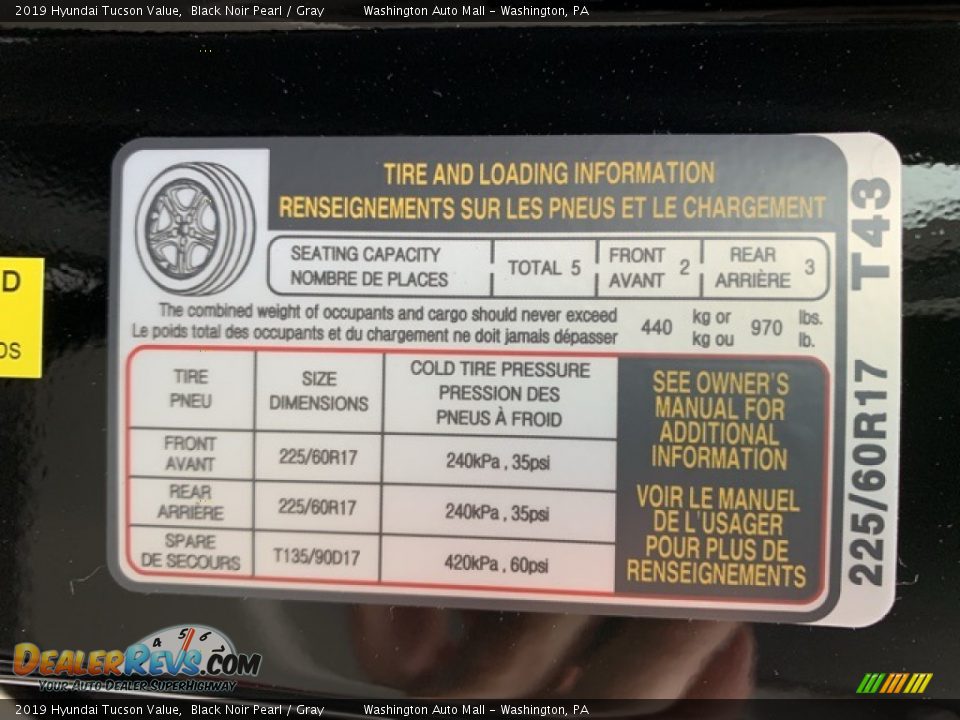 2019 Hyundai Tucson Value, Black Noir Pearl / Gray Washington Auto Mall - Washington, PA
TIRE AND LOADING INFORMATION
RENSEIGNEMENTS SUR LES PNEUS ET LE CHARGEMENT
SEATING CAPACITY
NOMBRE DE PLACES
TOTAL 5
FRONT
AVANT
2
REAR
ARRIÈRE
3
The combined weight of occupants and cargo should never exceed
Le poids total des occupants et du chargement ne doit jamais dépasser
440
kg or
kg ou
970
lbs.
lb.
TIRE
PNEU
SIZE
DIMENSIONS
COLD TIRE PRESSURE
PRESSION DES
PNEUS À FROID
FRONT
AVANT
225/60R17
240kPa , 35psi
REAR
ARRIÈRE
225/60R17
240kPa , 35psi
SPARE
DE SECOURS
T135/90D17
420kPa , 60psi
SEE OWNER'S
MANUAL FOR
ADDITIONAL
INFORMATION
VOIR LE MANUEL
DE L'USAGER
POUR PLUS DE
RENSEIGNEMENTS
225/60R17 T43
D
OS
4 5 6
DEALERREVS.COM
YOUR AUTO DEALER SUPERHIGHWAY
2019 Hyundai Tucson Value, Black Noir Pearl / Gray Washington Auto Mall - Washington, PA